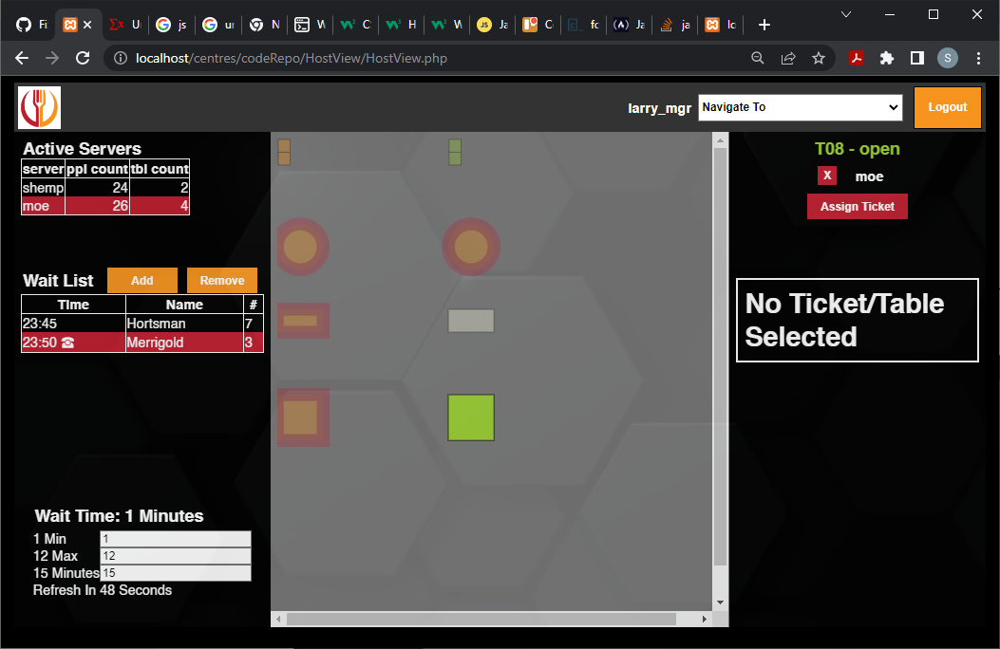 Fi
U
js
ur
N
W
C
H
W
Ja
C
fc
Ja
ja
lo
localhost/centres/codeRepo/HostView/HostView.php
S
larry_mgr Navigate To Logout
Active Servers
server ppl count tbl count
shemp 24 2
moe 26 4
Wait List Add Remove
Time Name #
23:45 Hortsman 7
23:50 Merrigold 3
Wait Time: 1 Minutes
1 Min 1
12 Max 12
15 Minutes 15
Refresh In 48 Seconds
T08 - open
X moe
Assign Ticket
No Ticket/Table
Selected